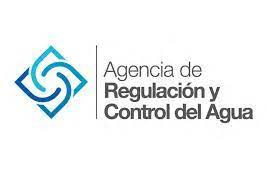 Agencia de
Regulación y
Control del Agua